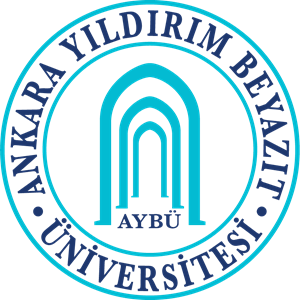 ANKARA YILDIRIM BEYAZIT
ÜNİVERSİTESİ
AYBÜ